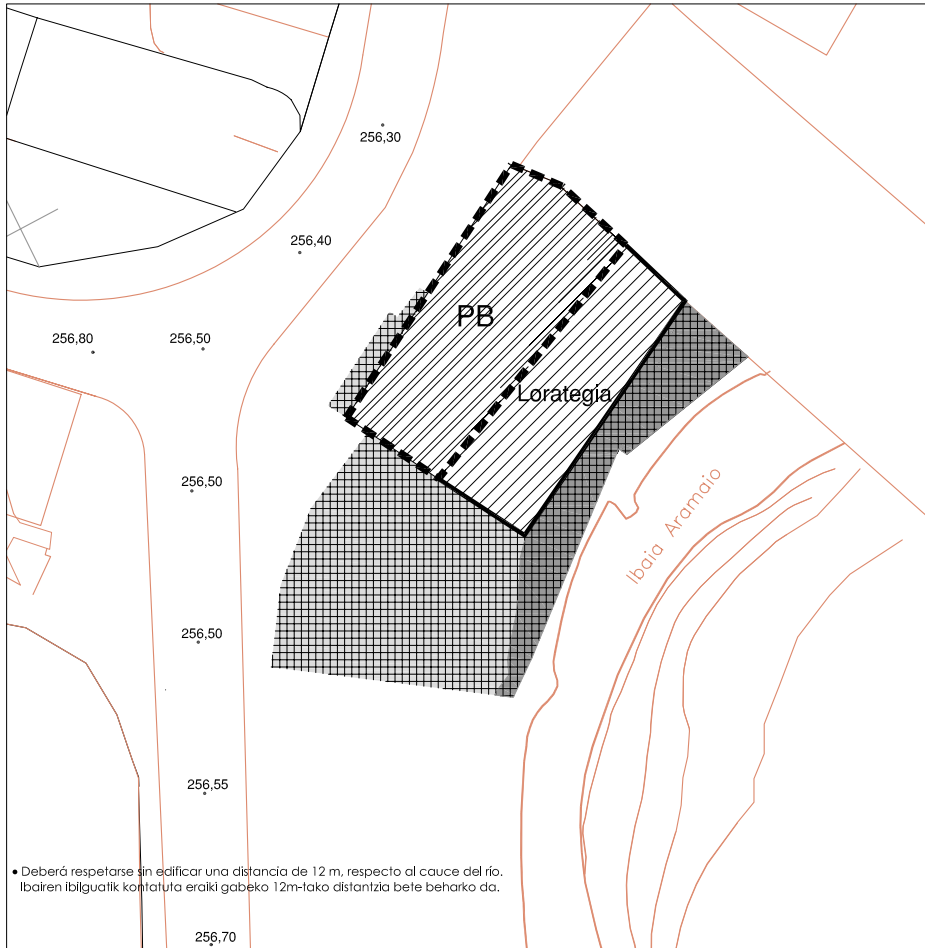 256,30
256,40
PB
256,80
256,50
Lorategia
256,50
Ibaia Aramaio
256,50
256,55
• Deberá respetarse sin edificar una distancia de 12 m, respecto al cauce del río.
Ibairen ibilguatik kontatuta eraiki gabeko 12m-tako distantzia bete beharko da.
256,70